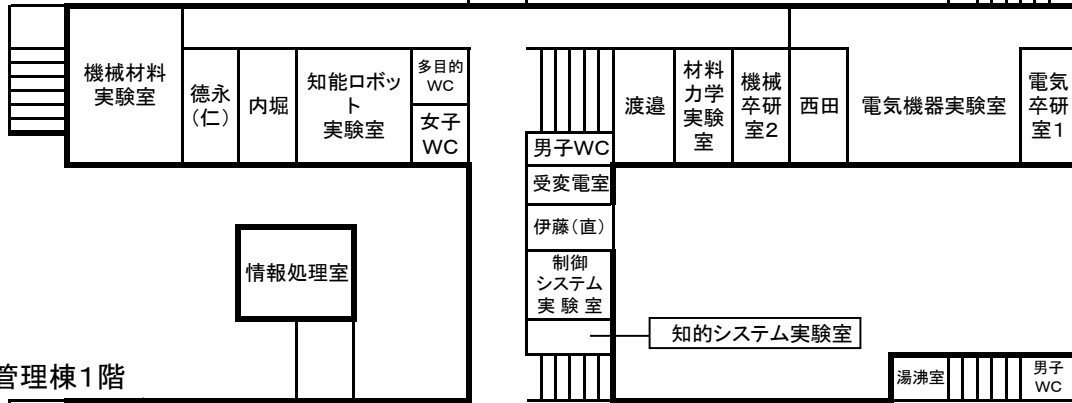 機械材料
実験室
德永
(仁)
内堀
知能ロボッ
ト
実験室
多目的
WC
女子
WC
渡邉
材料
力学
実験
室
機械
卒研
室2
西田
電気機器実験室
電気
卒研
室1
男子WC
受変電室
伊藤(直)
制御
システム
実験室
情報処理室
知的システム実験室
管理棟1階
湯沸室
男子
WC